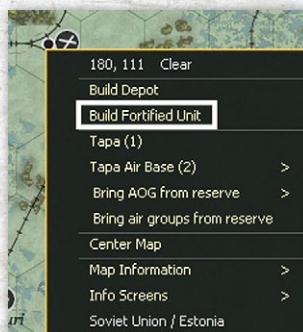 180, 111 Clear
Build Depot
Build Fortified Unit
Tapa (1)
Tapa Air Base (2) >
Bring AOG from reserve >
Bring air groups from reserve
Center Map
Map Information >
Info Screens >
Soviet Union / Estonia